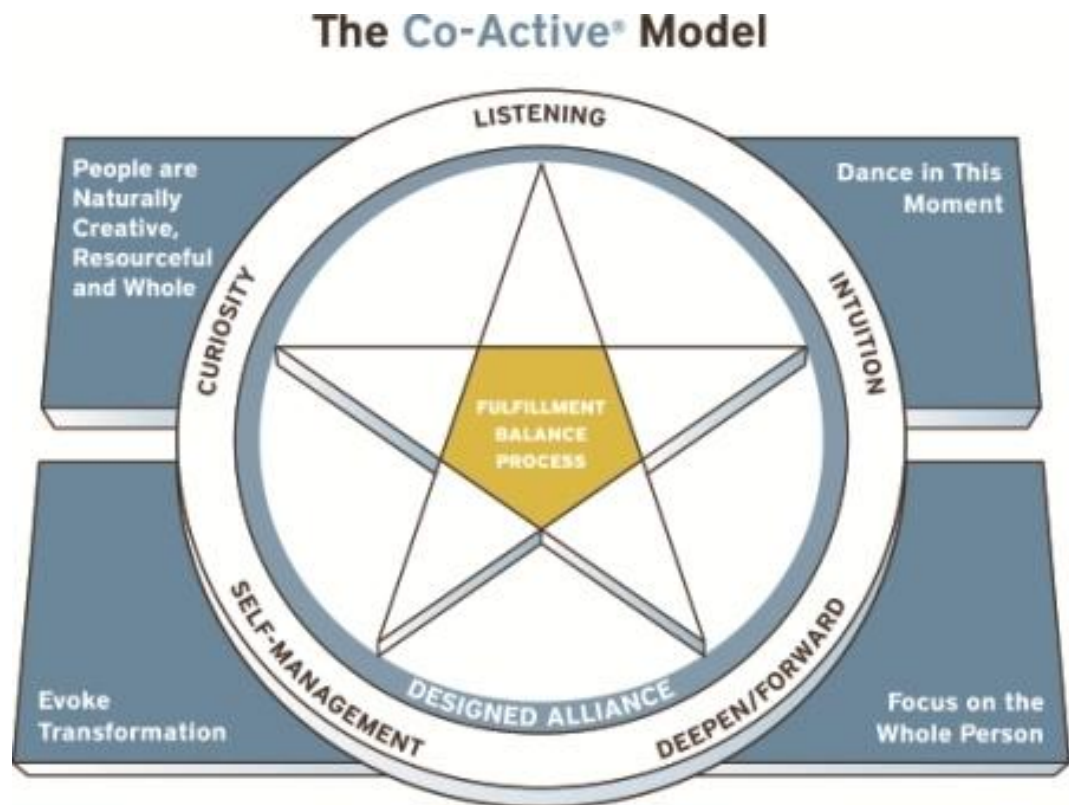 The Co-Active® Model
LISTENING
People are
Naturally
Creative,
Resourceful
and Whole
Dance in This
Moment
CURIOSITY
INTUITION
FULFILLMENT
BALANCE
PROCESS
SELF-MANAGEMENT
DESIGNED ALLIANCE
DEEPEN/FORWARD
Evoke
Transformation
Focus on the
Whole Person